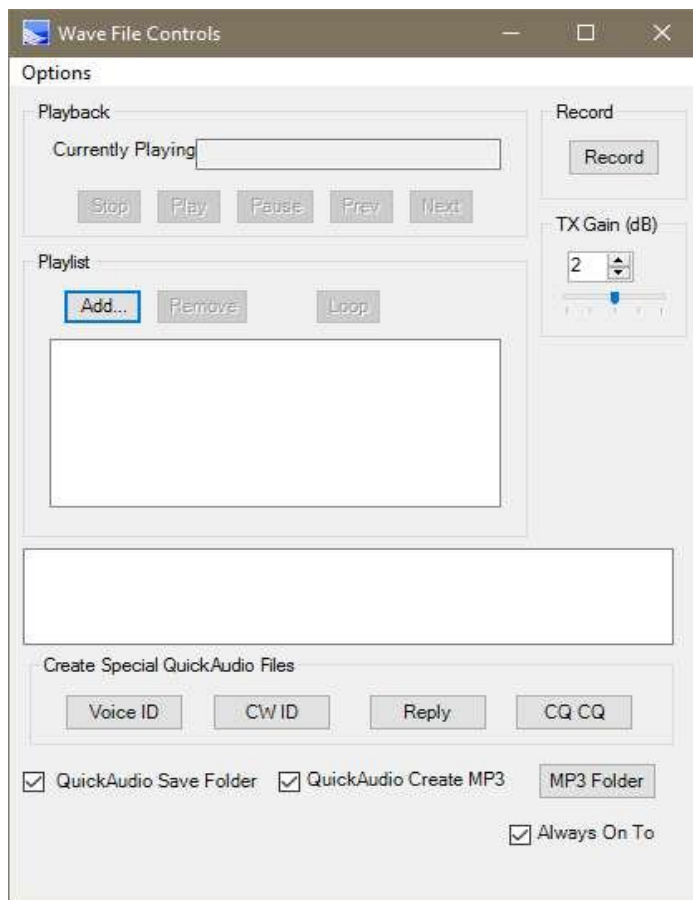 Wave File Controls
Options
Playback
Currently Playing
Stop Play Pause Prev Next
Record
Record
TX Gain (dB)
2
Playlist
Add... Remove Loop
Create Special QuickAudio Files
Voice ID CW ID Reply CQ CQ
QuickAudio Save Folder QuickAudio Create MP3 MP3 Folder
Always On To